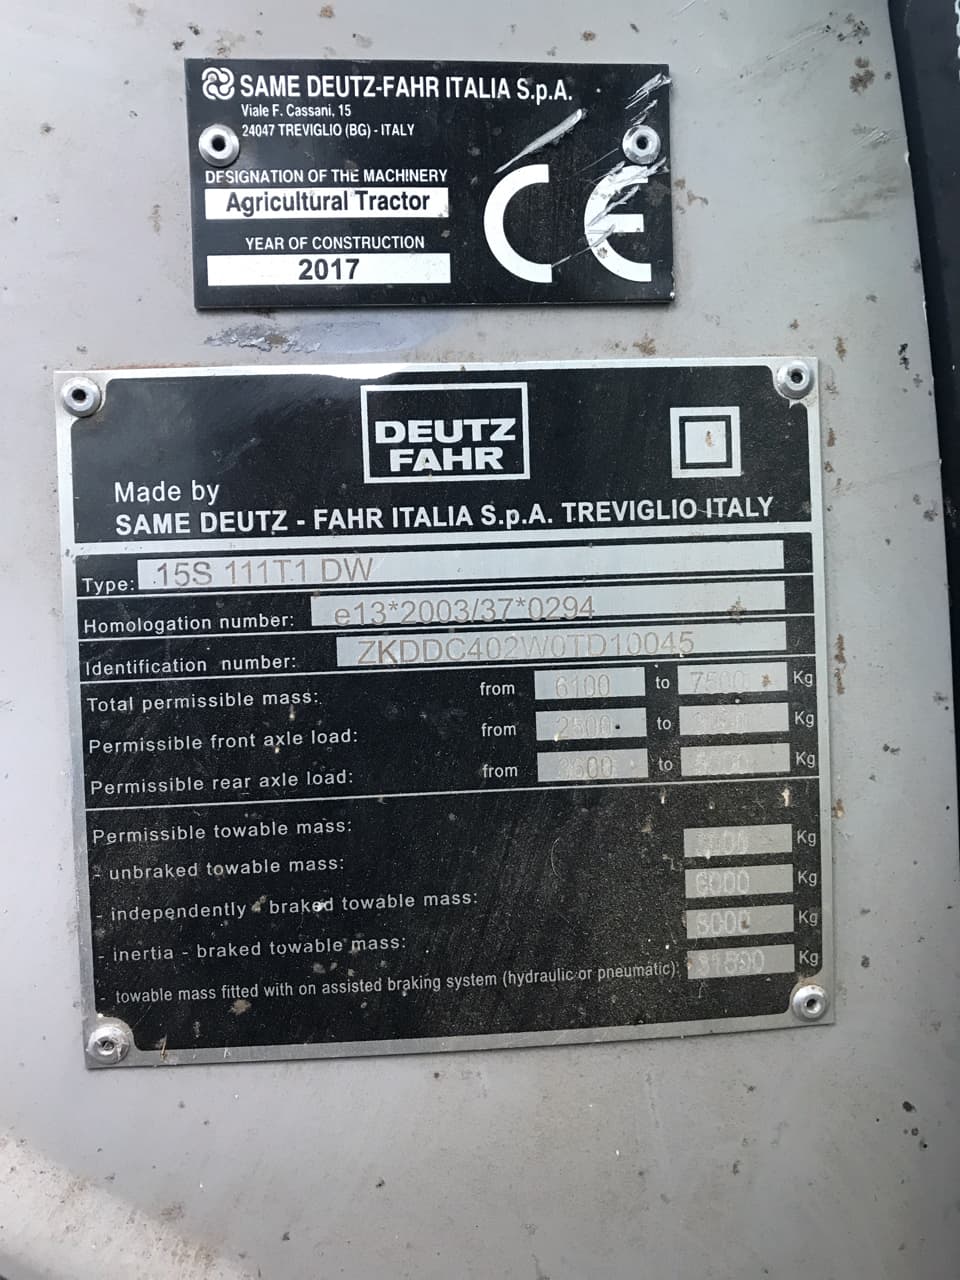 SAME DEUTZ-FAHR ITALIA S.p.A.
Viale F. Cassani, 15
24047 TREVIGLIO (BG) - ITALY
DESIGNATION OF THE MACHINERY
Agricultural Tractor
YEAR OF CONSTRUCTION
2017
CE
DEUTZ
FAHR
Made by
SAME DEUTZ - FAHR ITALIA S.p.A. TREVIGLIO ITALY
Type: 15S 111T1 DW
Homologation number: e13*2003/37*0294
Identification number: ZKDDC402W0TD10045
Total permissible mass: from 6100 to 7500 Kg
Permissible front axle load: from 2500 to Kg
Permissible rear axle load: from 3600 to Kg
Permissible towable mass:
- unbraked towable mass: Kg
- independently - braked towable mass: 6000 Kg
- inertia - braked towable mass: 8000 Kg
- towable mass fitted with on assisted braking system (hydraulic or pneumatic): Kg